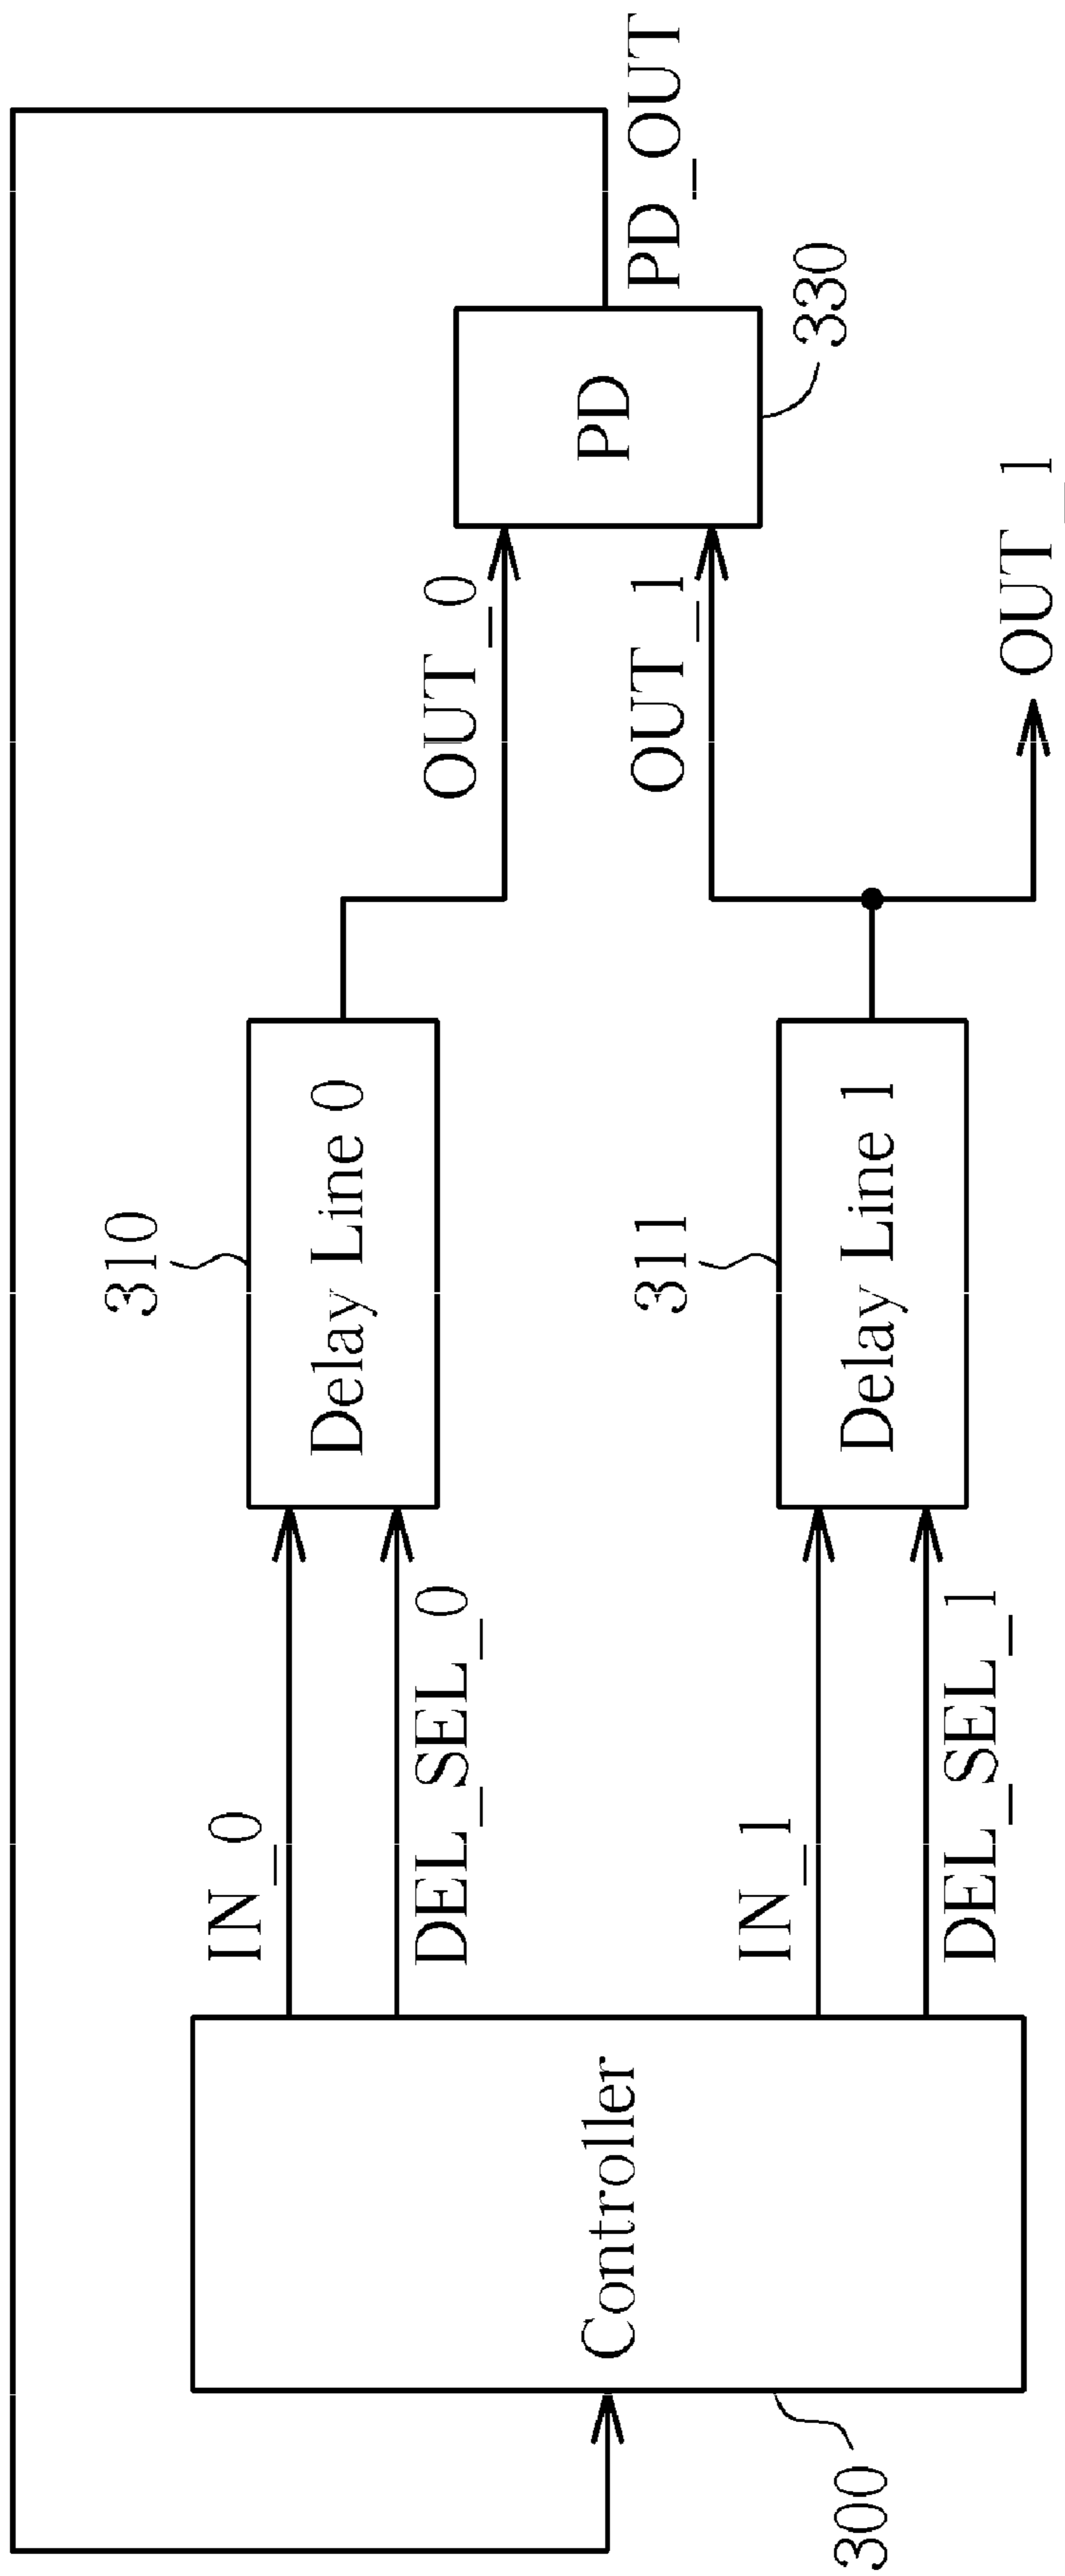 300
Controller
IN_0
DEL_SEL_0
IN_1
DEL_SEL_1
310
Delay Line 0
311
Delay Line 1
OUT_0
OUT_1
OUT_1
PD
330
PD_OUT